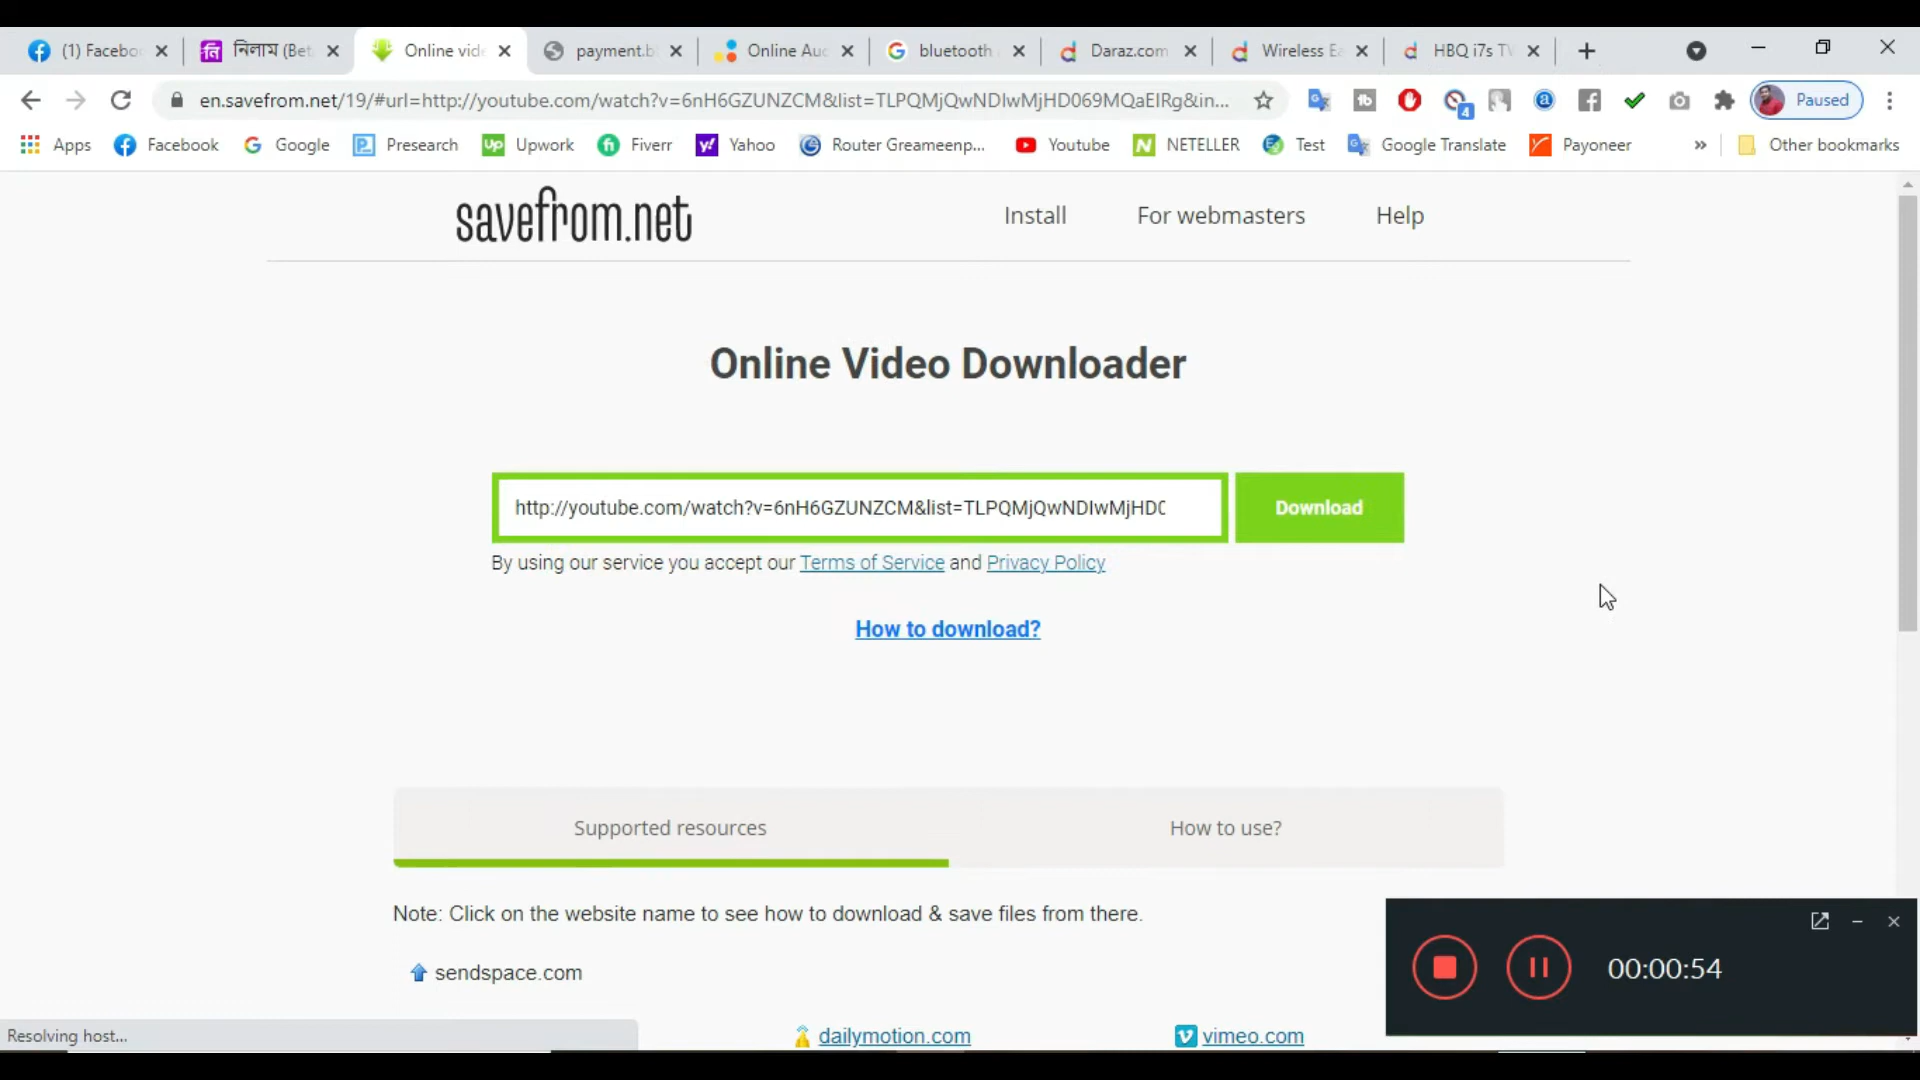 (1) Facebo
নিলাম (Bet
Online vide
payment.b
Online Auc
bluetooth
Daraz.com
Wireless Ea
HBQ i7s TV
en.savefrom.net/19/#url=http://youtube.com/watch?v=6nH6GZUNZCM&list=TLPQMjQwNDIwMjHD069MQaEIRg&in...
4
Paused
Apps
Facebook
Google
Presearch
Upwork
Fiverr
Yahoo
Router Greameenp...
Youtube
NETELLER
Test
Google Translate
Payoneer
»
Other bookmarks
savefrom.net
Install
For webmasters
Help
Online Video Downloader
http://youtube.com/watch?v=6nH6GZUNZCM&list=TLPQMjQwNDIwMjHD0
Download
By using our service you accept our Terms of Service and Privacy Policy
How to download?
Supported resources
How to use?
Note: Click on the website name to see how to download & save files from there.
sendspace.com
00:00:54
Resolving host...
dailymotion.com
vimeo.com